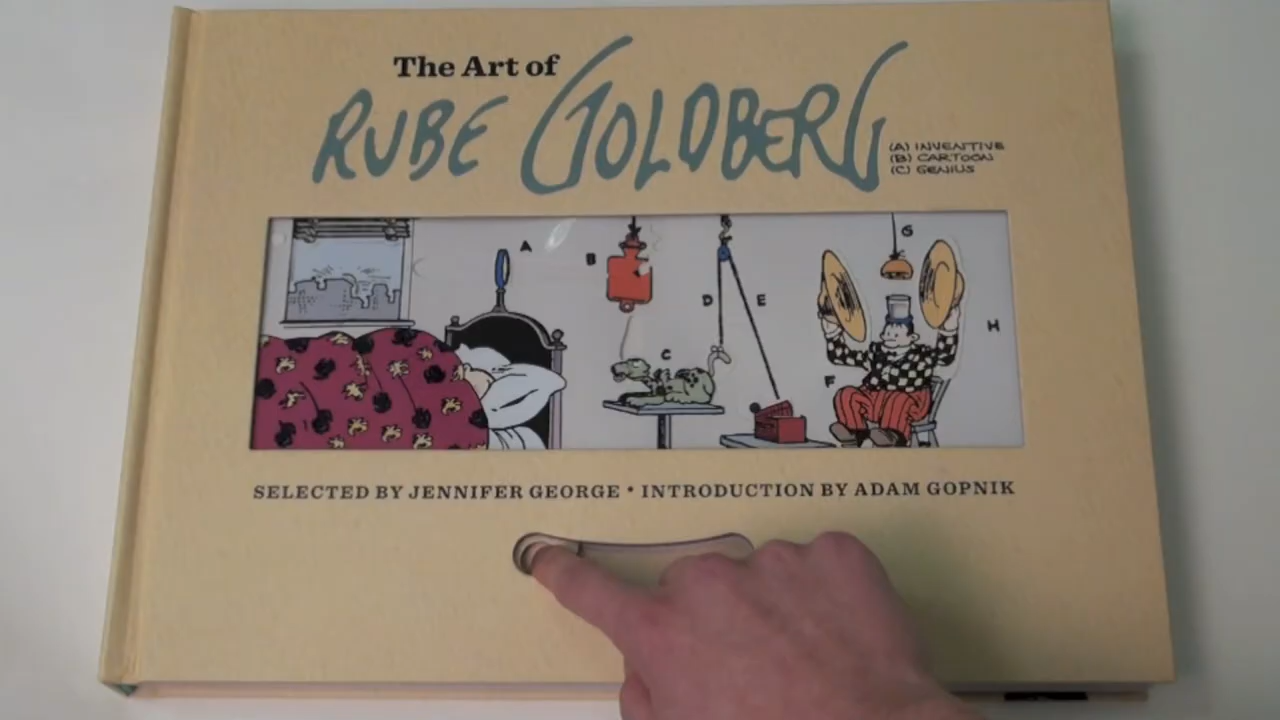 The Art of
RUBE GOLDBERG
(A) INVENTIVE
(B) CARTOON
(C) GENIUS
A
B
C
D
E
F
G
H
SELECTED BY JENNIFER GEORGE • INTRODUCTION BY ADAM GOPNIK